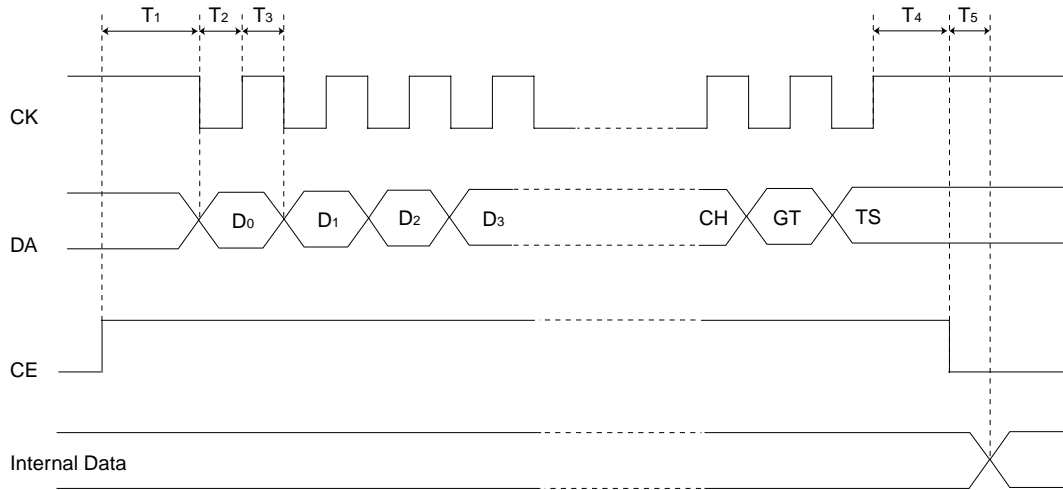 T1 T2 T3 T4 T5
CK
DA D0 D1 D2 D3 CH GT TS
CE
Internal Data